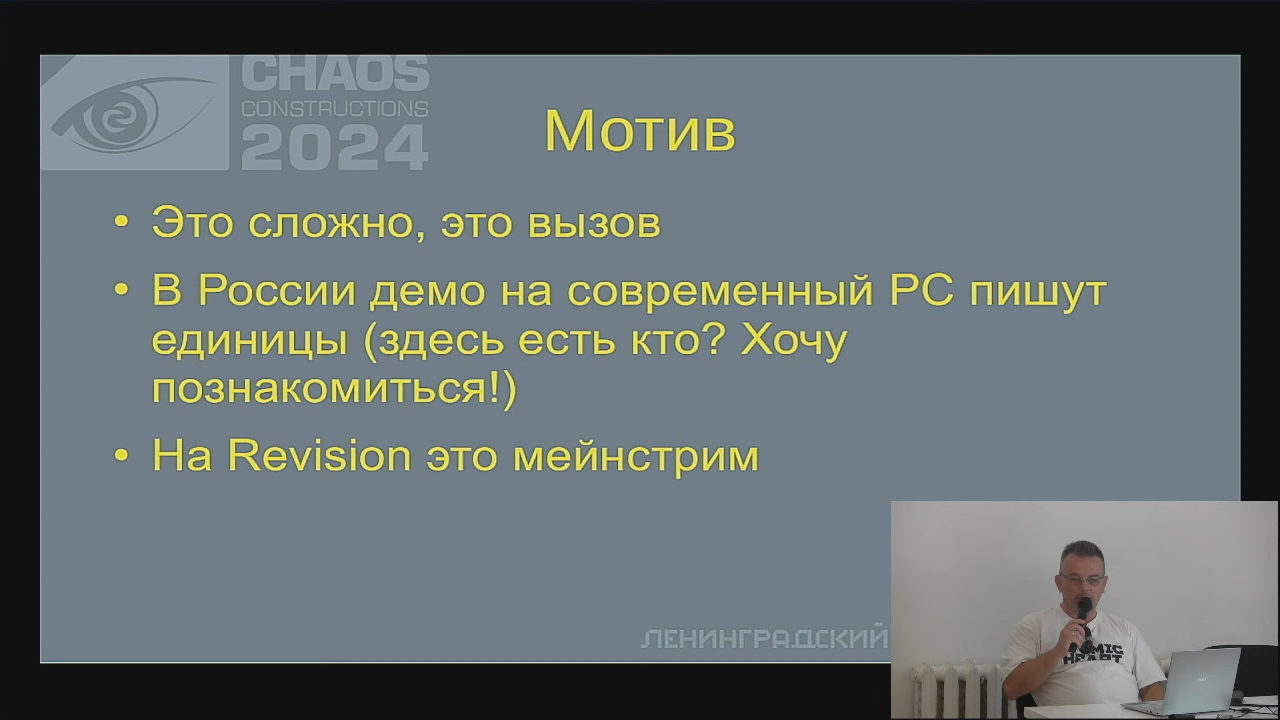 CHAOS
CONSTRUCTIONS
2024
Мотив
• Это сложно, это вызов
• В России демо на современный PC пишут
единицы (здесь есть кто? Хочу
познакомиться!)
• На Revision это мейнстрим
ЛЕНИНГРАДСКИЙ
HEART